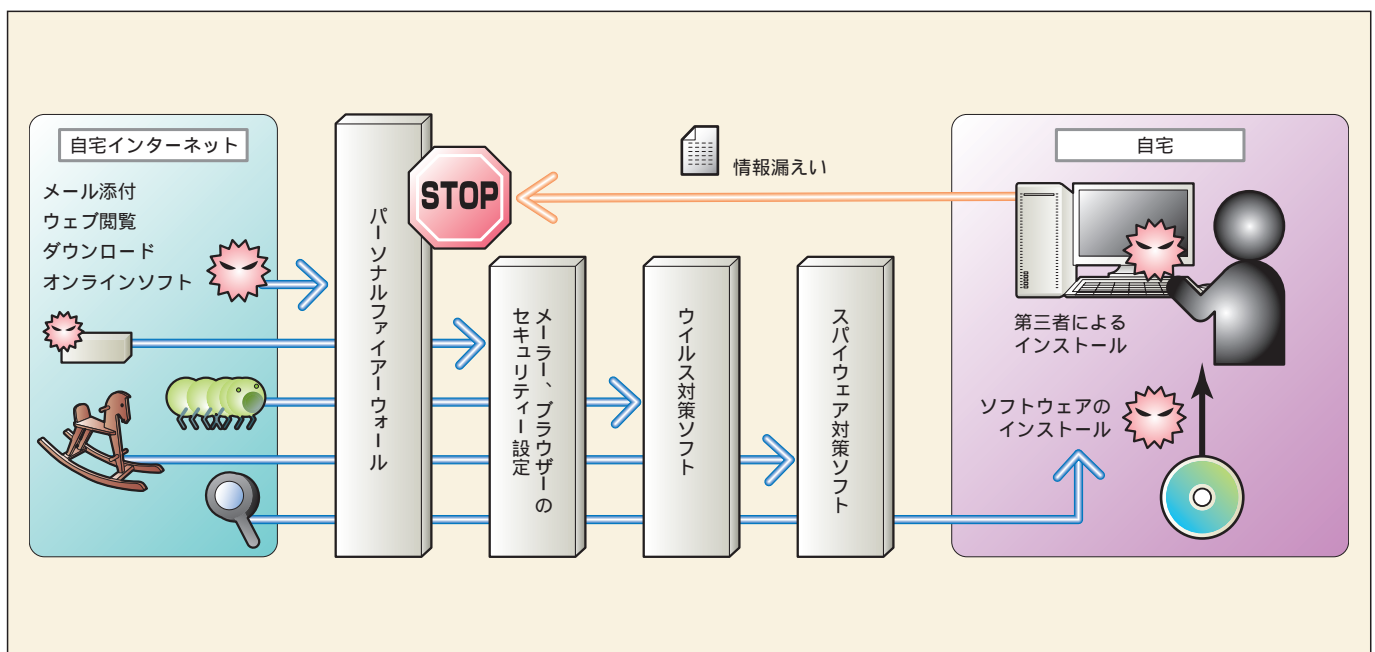 自宅インターネット
メール添付
ウェブ閲覧
ダウンロード
オンラインソフト
パーソナルファイアーウォール
STOP
情報漏えい
メーラー、ブラウザーの
セキュリティー設定
ウイルス対策ソフト
スパイウェア対策ソフト
自宅
第三者による
インストール
ソフトウェアの
インストール